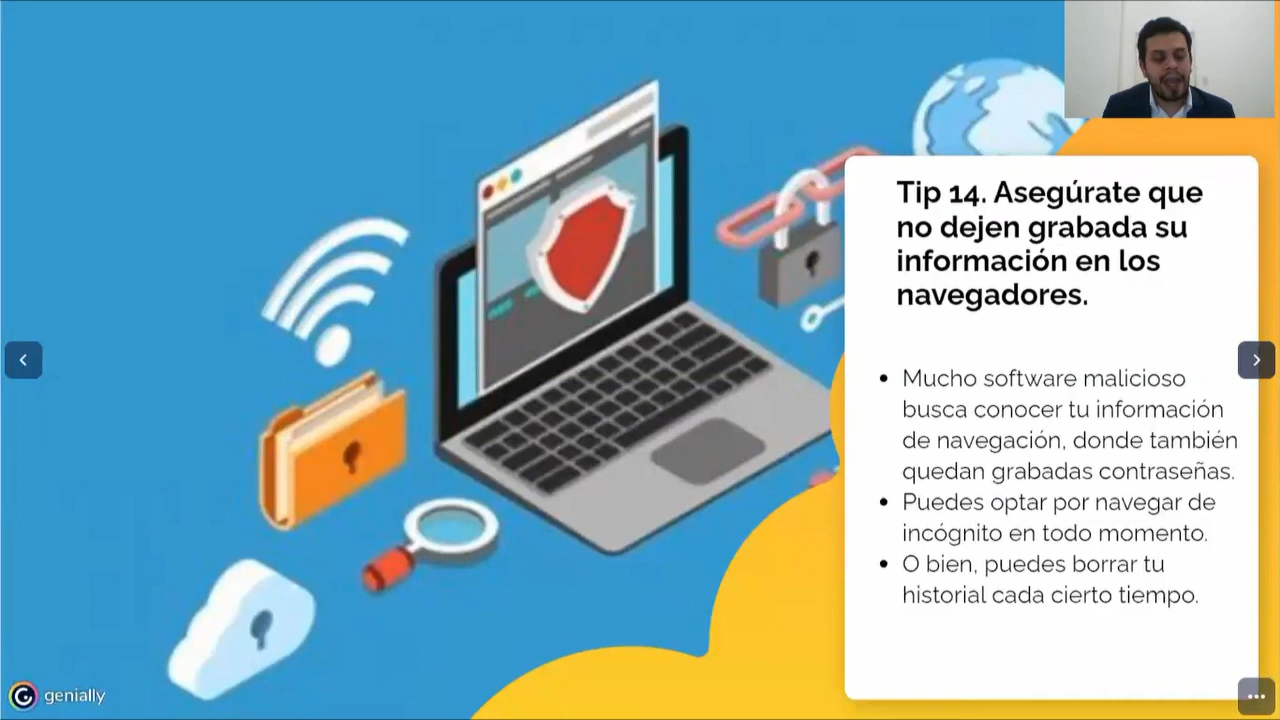 Tip 14. Asegúrate que
no dejen grabada su
información en los
navegadores.
• Mucho software malicioso
busca conocer tu información
de navegación, donde también
quedan grabadas contraseñas.
• Puedes optar por navegar de
incógnito en todo momento.
• O bien, puedes borrar tu
historial cada cierto tiempo.
genially